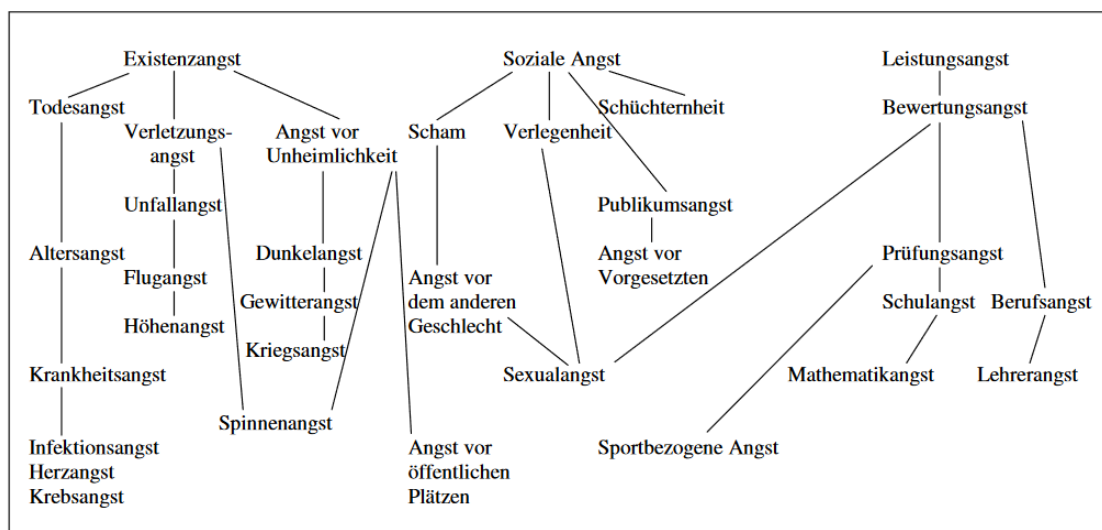 Existenzangst
Soziale Angst
Leistungsangst
Todesangst
Schüchternheit
Bewertungsangst
Verletzungs-
angst
Angst vor
Unheimlichkeit
Scham
Verlegenheit
Unfallangst
Publikumsangst
Altersangst
Dunkelangst
Angst vor
Vorgesetzten
Prüfungsangst
Flugangst
Angst vor
dem anderen
Geschlecht
Gewitterangst
Schulangst
Berufsangst
Höhenangst
Kriegsangst
Krankheitsangst
Sexualangst
Mathematikangst
Lehrerangst
Spinnenangst
Infektionsangst
Herzangst
Krebsangst
Angst vor
öffentlichen
Plätzen
Sportbezogene Angst